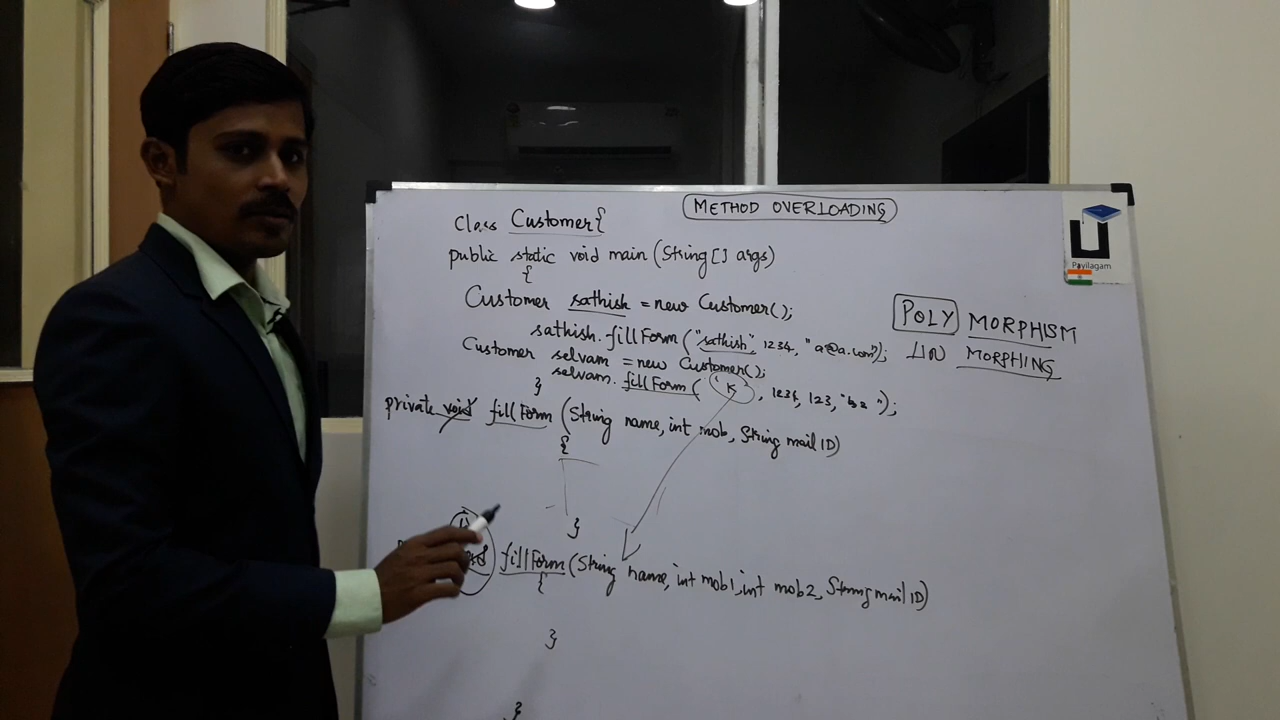 METHOD OVERLOADING
Class Customer{
public static void main (String [] args)
{
Customer sathish = new Customer();
sathish.fillForm ("sathish", 1234, "a@a.com");
Customer selvam = new Customer();
selvam.fillForm( "K", 1234, 123, );
}
private void fillForm (String name, int mob, String mail ID)
{
}
fillForm (String name, int mob1, int mob2, String mail ID)
{
}
}
POLY MORPHISM
MORPHING
Payilagam